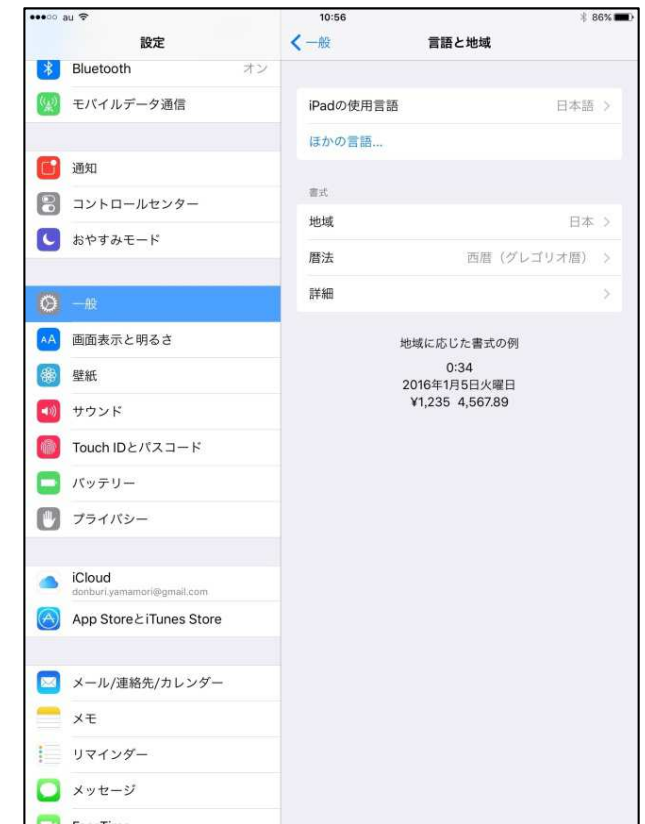 au 10:56 86%
設定
Bluetooth オン
モバイルデータ通信
通知
コントロールセンター
おやすみモード
一般
画面表示と明るさ
壁紙
サウンド
Touch IDとパスコード
バッテリー
プライバシー
iCloud
donburi.yamamori@gmail.com
App StoreとiTunes Store
メール/連絡先/カレンダー
メモ
リマインダー
メッセージ
一般 言語と地域
iPadの使用言語 日本語
ほかの言語...
書式
地域 日本
暦法 西暦（グレゴリオ暦）
詳細
地域に応じた書式の例
0:34
2016年1月5日火曜日
¥1,235 4,567.89